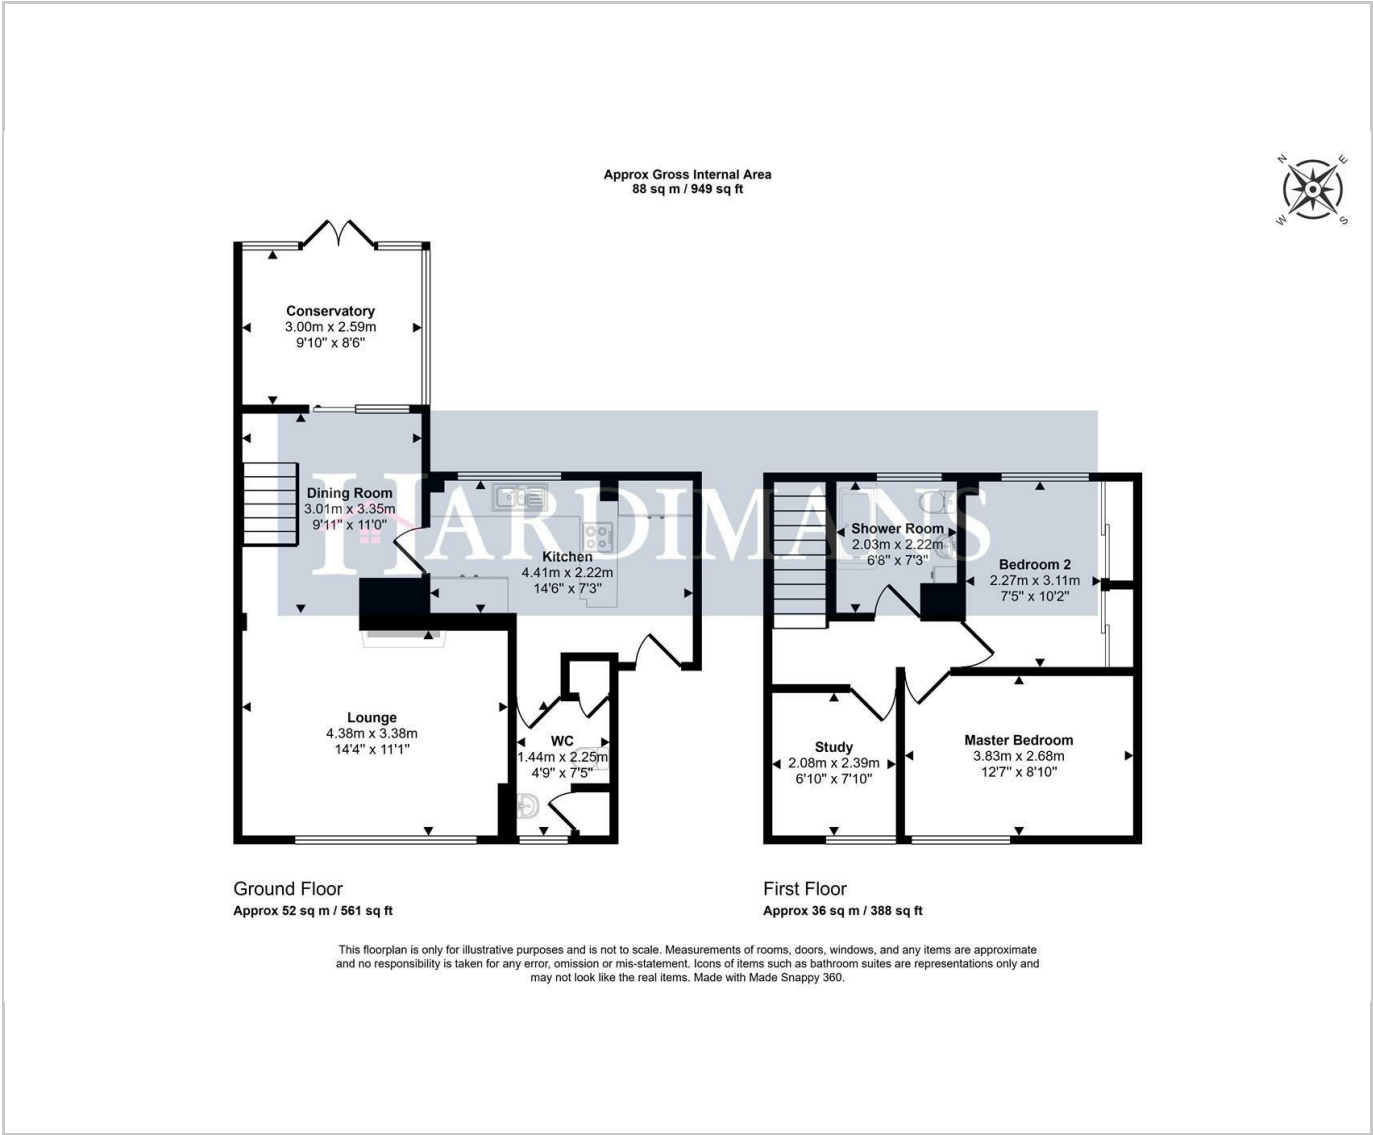 Approx Gross Internal Area
88 sq m / 949 sq ft
N
E
W
S
Conservatory
3.00m x 2.59m
9'10" x 8'6"
HARDIMANS
Dining Room
3.01m x 3.35m
9'11" x 11'0"
Kitchen
4.41m x 2.22m
14'6" x 7'3"
Shower Room
2.03m x 2.22m
6'8" x 7'3"
Bedroom 2
2.27m x 3.11m
7'5" x 10'2"
Lounge
4.38m x 3.38m
14'4" x 11'1"
WC
1.44m x 2.25m
4'9" x 7'5"
Study
2.08m x 2.39m
6'10" x 7'10"
Master Bedroom
3.83m x 2.68m
12'7" x 8'10"
Ground Floor
Approx 52 sq m / 561 sq ft
First Floor
Approx 36 sq m / 388 sq ft
This floorplan is only for illustrative purposes and is not to scale. Measurements of rooms, doors, windows, and any items are approximate
and no responsibility is taken for any error, omission or mis-statement. Icons of items such as bathroom suites are representations only and
may not look like the real items. Made with Made Snappy 360.